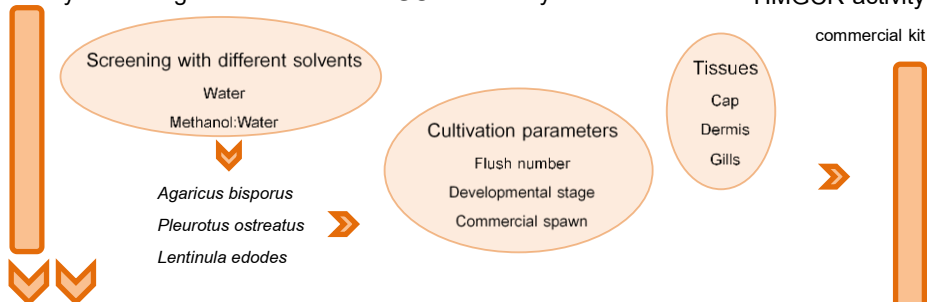 HMGCR activity
commercial kit
Screening with different solvents
Water
Methanol:Water
Agaricus bisporus
Pleurotus ostreatus
Lentinula edodes
Cultivation parameters
Flush number
Developmental stage
Commercial spawn
Tissues
Cap
Dermis
Gills